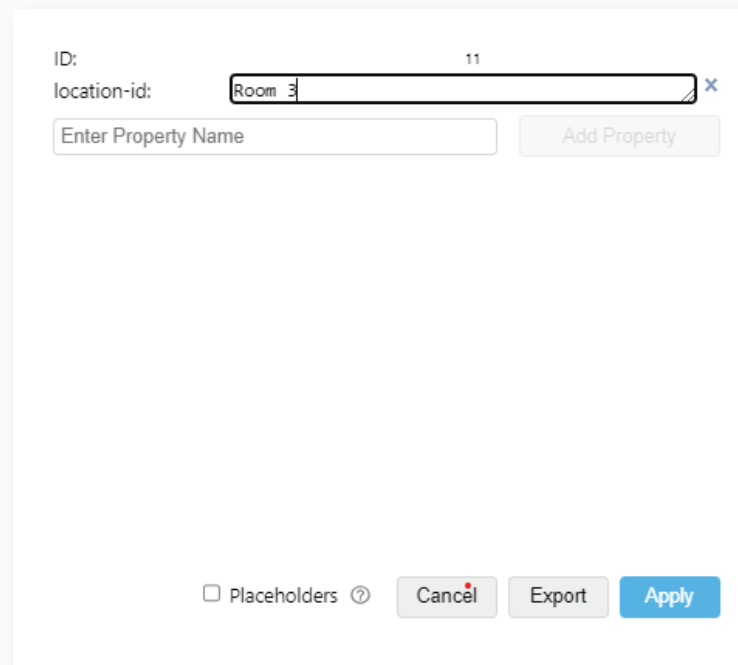 ID: 11
location-id: Room 3 ×
Enter Property Name Add Property
Placeholders ? Cancel Export Apply